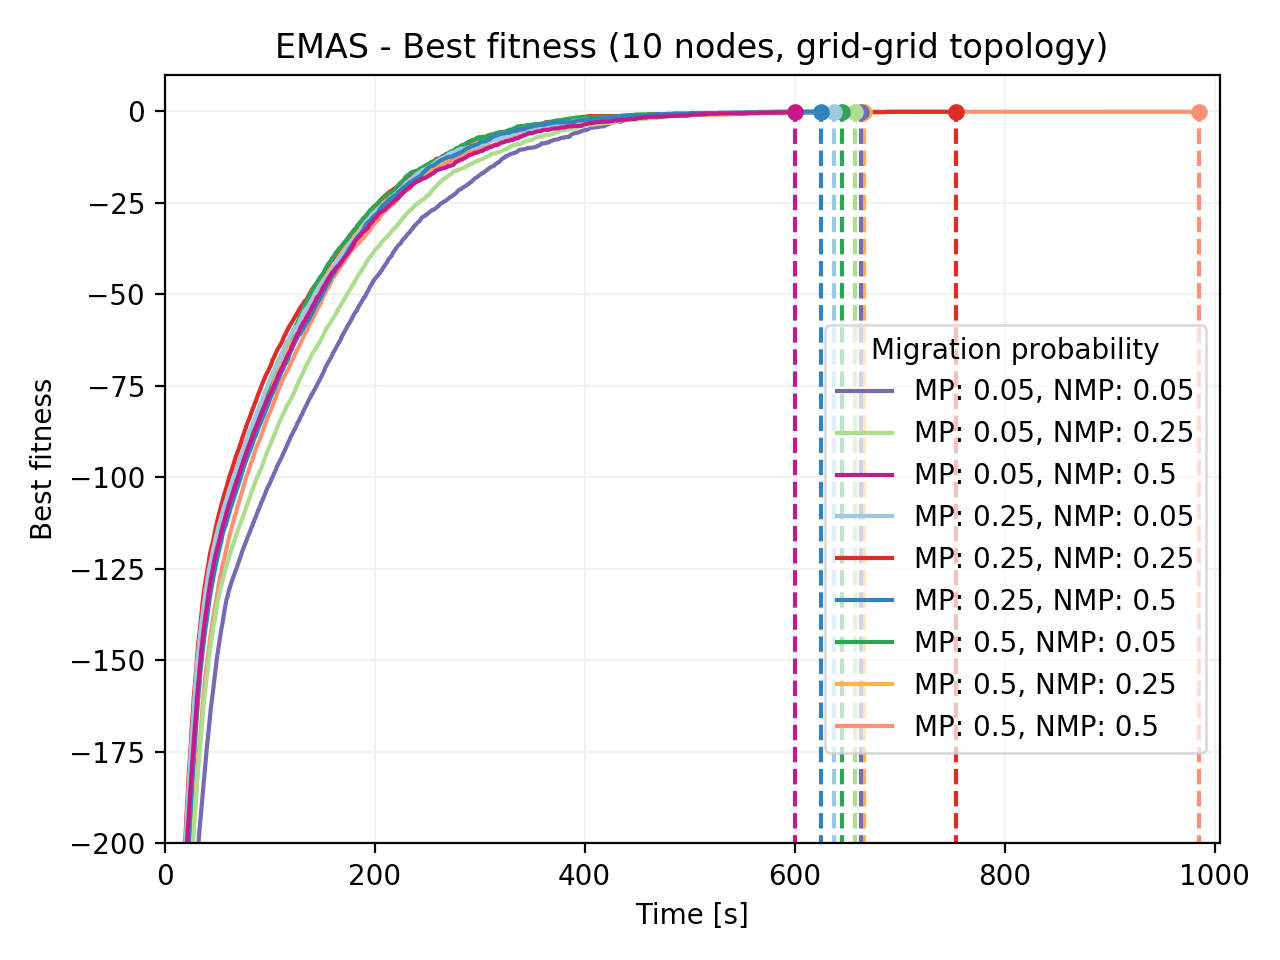 EMAS - Best fitness (10 nodes, grid-grid topology)
0
−25
−50
−75
−100
−125
−150
−175
−200
Best fitness
Migration probability
MP: 0.05, NMP: 0.05
MP: 0.05, NMP: 0.25
MP: 0.05, NMP: 0.5
MP: 0.25, NMP: 0.05
MP: 0.25, NMP: 0.25
MP: 0.25, NMP: 0.5
MP: 0.5, NMP: 0.05
MP: 0.5, NMP: 0.25
MP: 0.5, NMP: 0.5
0 200 400 600 800 1000
Time [s]